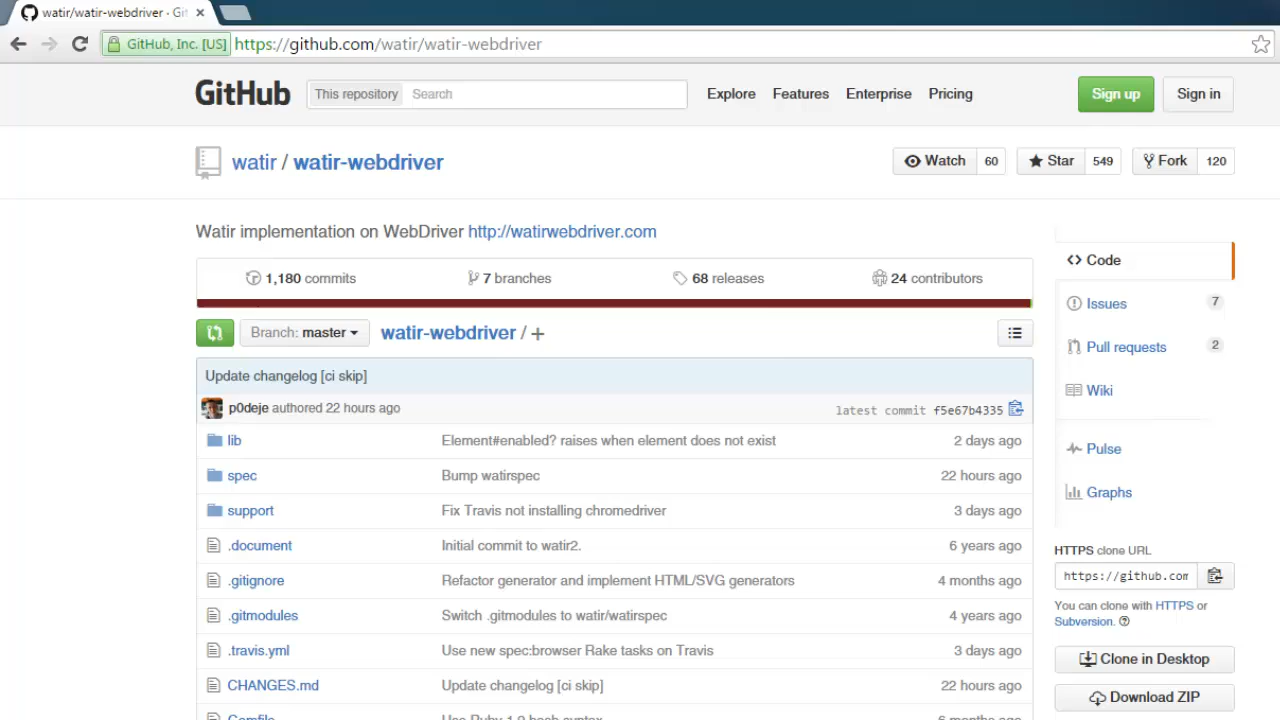 watir/watir-webdriver · Git
GitHub, Inc. [US] https://github.com/watir/watir-webdriver
GitHub This repository Search Explore Features Enterprise Pricing Sign up Sign in
watir / watir-webdriver Watch 60 Star 549 Fork 120
Watir implementation on WebDriver http://watirwebdriver.com
1,180 commits 7 branches 68 releases 24 contributors
Code
Issues 7
Pull requests 2
Wiki
Pulse
Graphs
Branch: master watir-webdriver / +
Update changelog [ci skip]
p0deje authored 22 hours ago latest commit f5e67b4335
lib Element#enabled? raises when element does not exist 2 days ago
spec Bump watirspec 22 hours ago
support Fix Travis not installing chromedriver 3 days ago
.document Initial commit to watir2. 6 years ago
.gitignore Refactor generator and implement HTML/SVG generators 4 months ago
.gitmodules Switch .gitmodules to watir/watirspec 4 years ago
.travis.yml Use new spec:browser Rake tasks on Travis 3 days ago
CHANGES.md Update changelog [ci skip] 22 hours ago
HTTPS clone URL
https://github.com
You can clone with HTTPS or
Subversion.
Clone in Desktop
Download ZIP